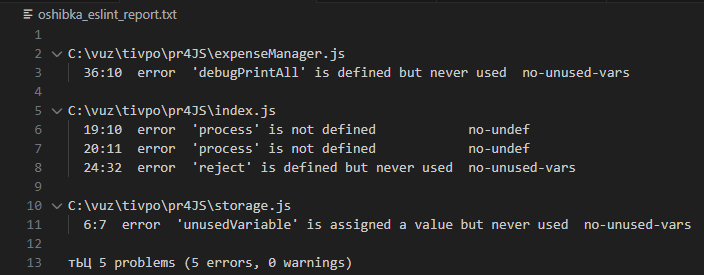 oshibka_eslint_report.txt
1
2 C:\vuz\tivpo\pr4JS\expenseManager.js
3 36:10 error 'debugPrintAll' is defined but never used no-unused-vars
4
5 C:\vuz\tivpo\pr4JS\index.js
6 19:10 error 'process' is not defined no-undef
7 20:11 error 'process' is not defined no-undef
8 24:32 error 'reject' is defined but never used no-unused-vars
9
10 C:\vuz\tivpo\pr4JS\storage.js
11 6:7 error 'unusedVariable' is assigned a value but never used no-unused-vars
12
13 тЬЦ 5 problems (5 errors, 0 warnings)